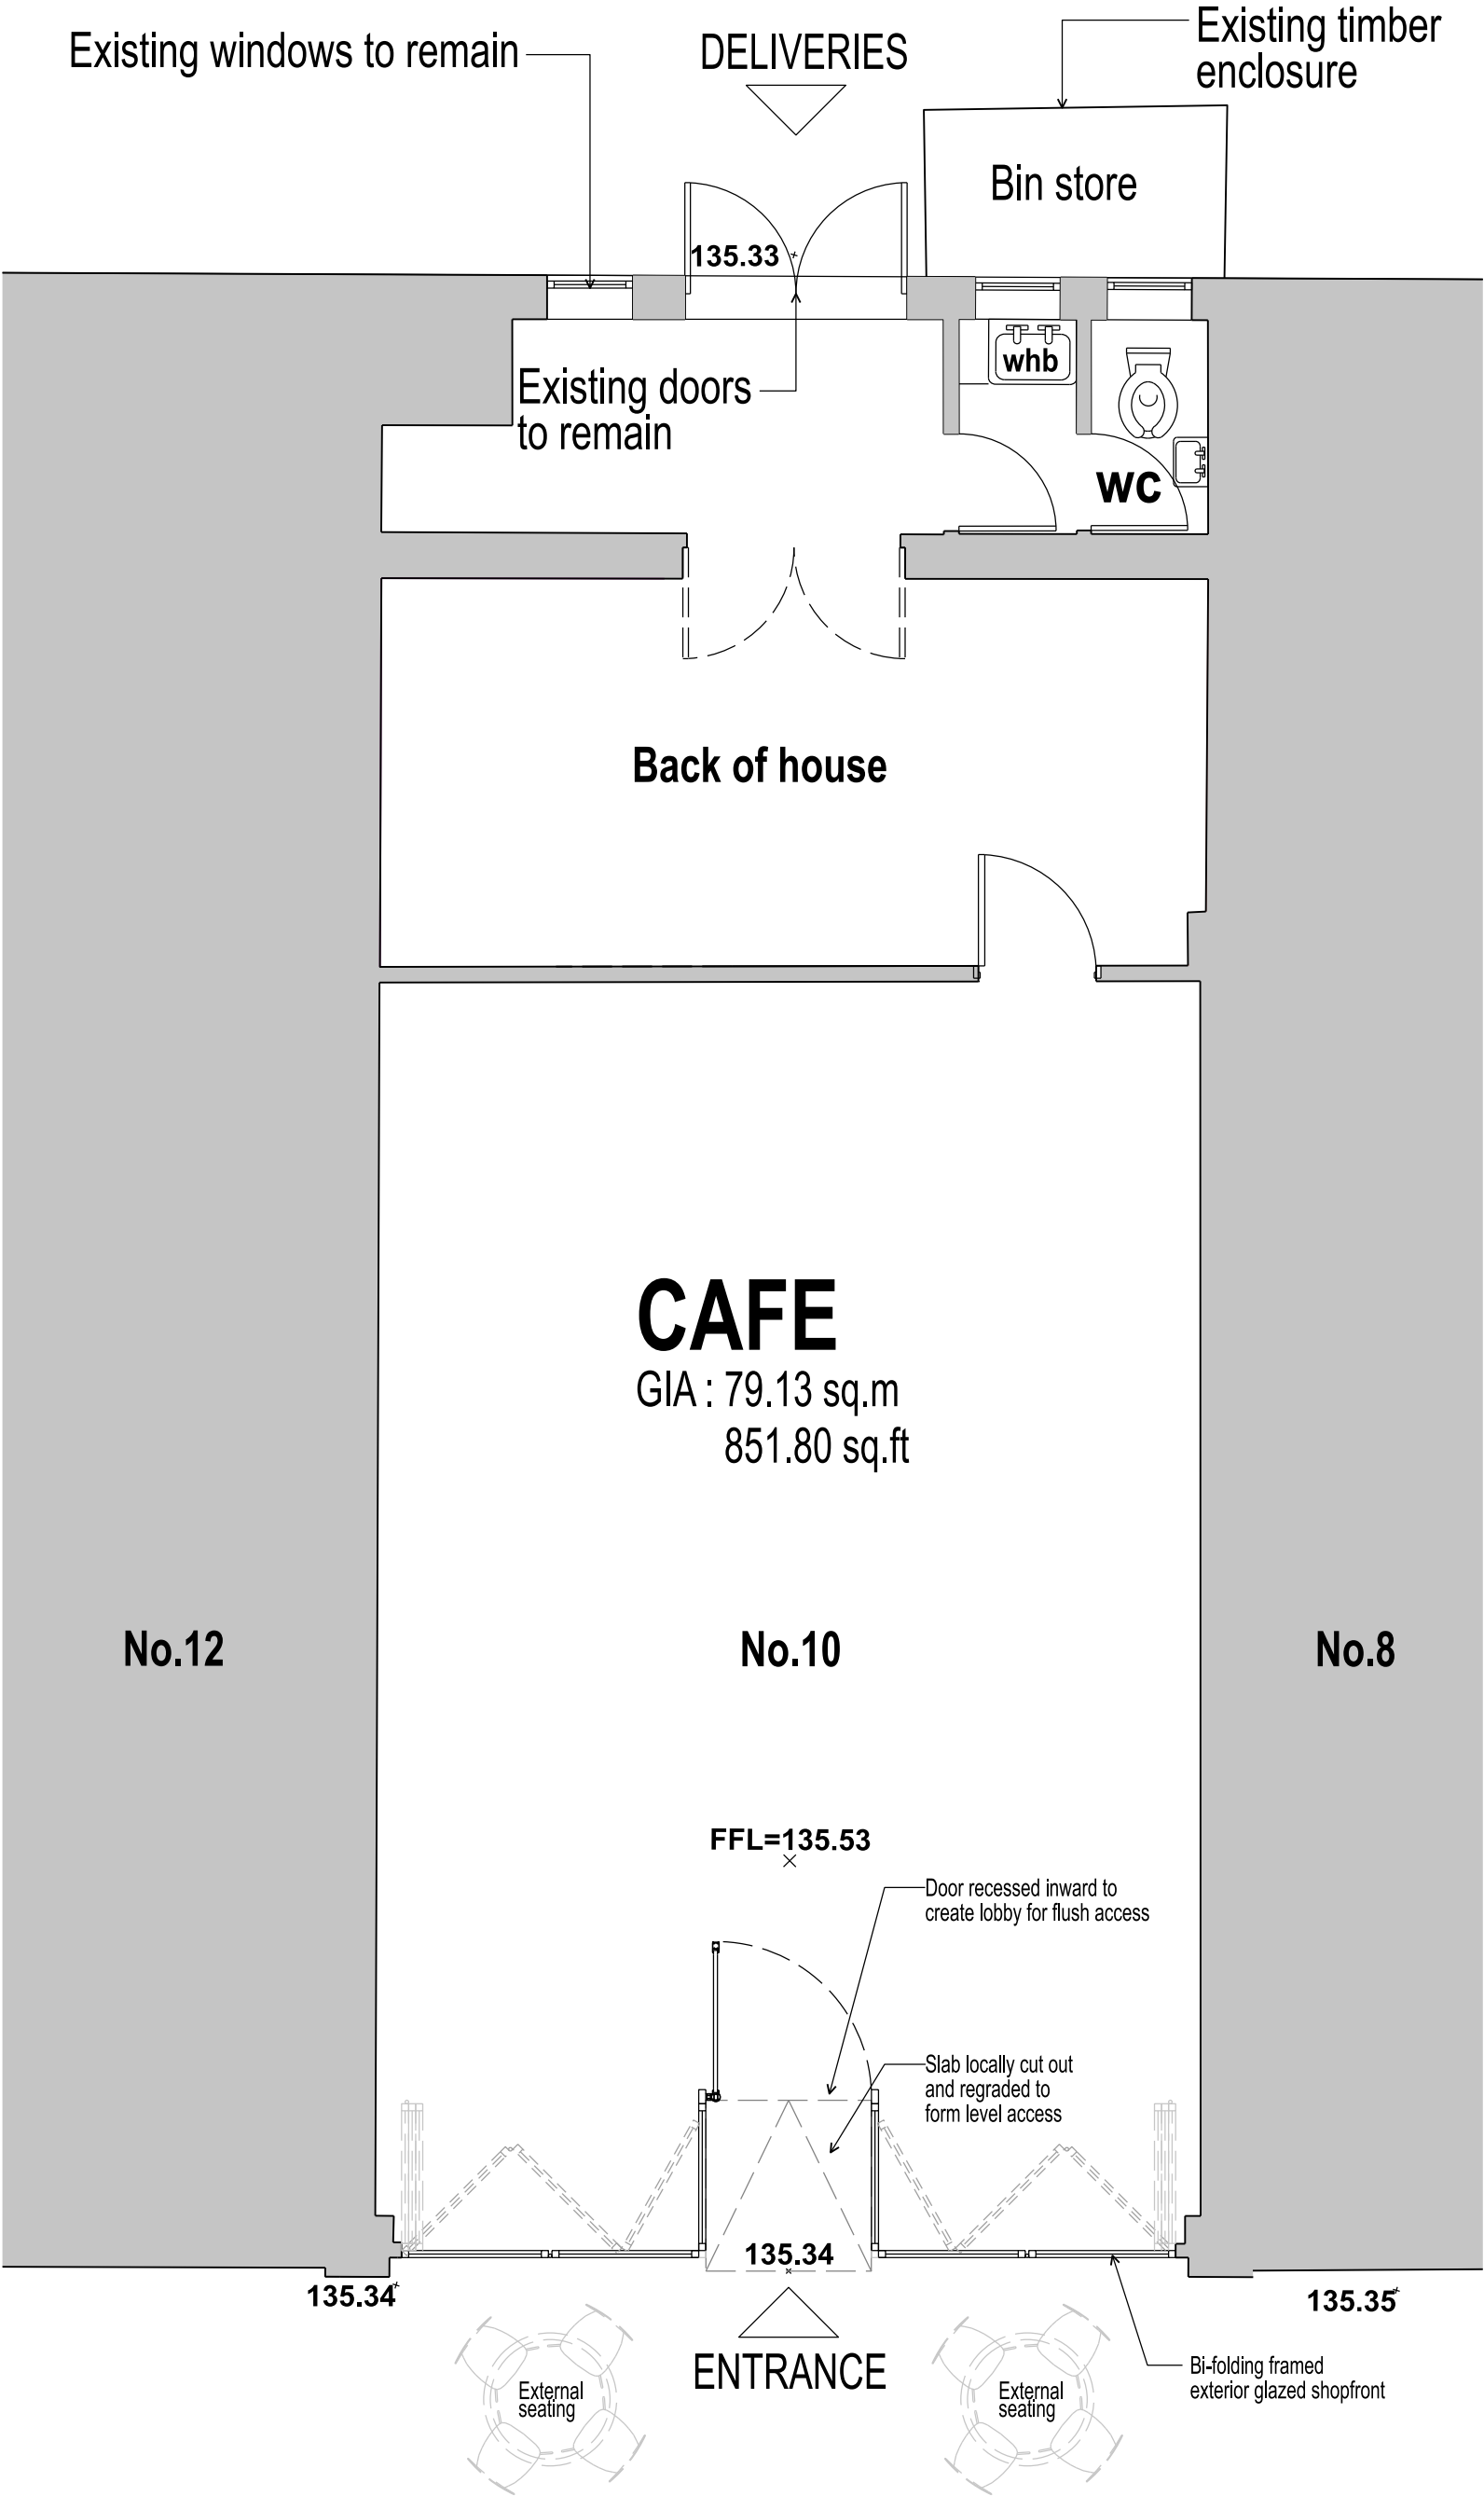 Existing windows to remain
DELIVERIES
Existing timber
enclosure
Bin store
135.33
whb
Existing doors
to remain
wc
Back of house
CAFE
GIA : 79.13 sq.m
851.80 sq.ft
No.12
No.10
No.8
FFL=135.53
Door recessed inward to
create lobby for flush access
Slab locally cut out
and regraded to
form level access
135.34
135.34
135.35
ENTRANCE
External
seating
External
seating
Bi-folding framed
exterior glazed shopfront